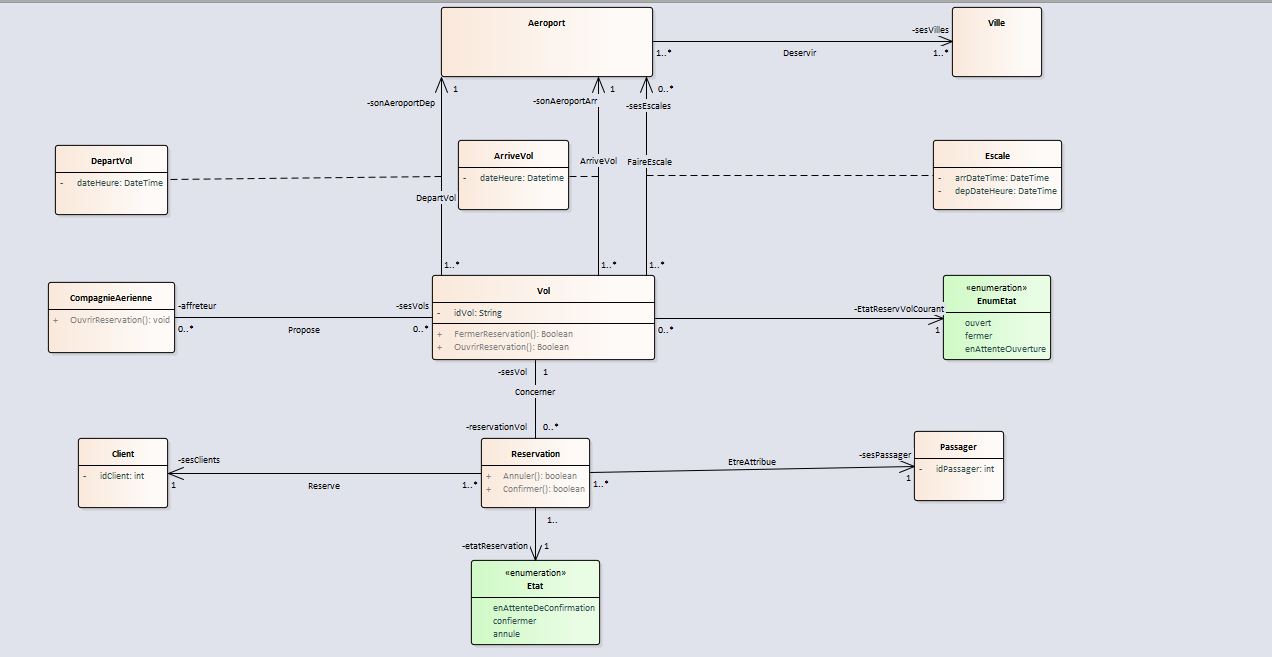 Aeroport
Ville
-sesVilles
1..*
Deservir
1..*
1
-sonAeroportDep
1
-sonAeroportArr
0..*
-sesEscales
DepartVol
- dateHeure: DateTime
ArriveVol
- dateHeure: Datetime
ArriveVol
FaireEscale
Escale
- arrDateTime: DateTime
- depDateHeure: DateTime
DepartVol
1..*
1..*
1..*
CompagnieAerienne
+ OuvrirReservation(): void
-affreteur
0..*
Propose
-sesVols
0..*
Vol
- idVol: String
+ FermerReservation(): Boolean
+ OuvrirReservation(): Boolean
0..*
-EtatReservVolCourant
1
«enumeration»
EnumEtat
ouvert
fermer
enAttenteOuverture
-sesVol
1
Concerner
-reservationVol
0..*
Client
- idClient: int
-sesClients
1
Reserve
1..*
Reservation
+ Annuler(): boolean
+ Confirmer(): boolean
1..*
EtreAttribue
-sesPassager
1
Passager
- idPassager: int
1..
-etatReservation
1
«enumeration»
Etat
enAttenteDeConfirmation
confiermer
annule